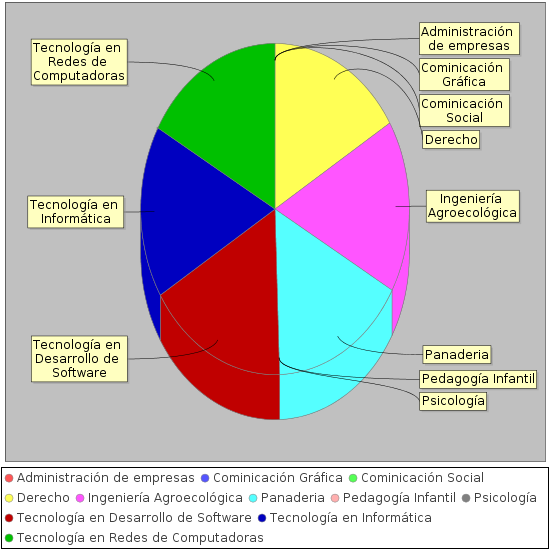 Tecnología en
Redes de
Computadoras
Administración
de empresas
Cominicación
Gráfica
Cominicación
Social
Derecho
Tecnología en
Informática
Ingeniería
Agroecológica
Tecnología en
Desarrollo de
Software
Panaderia
Pedagogía Infantil
Psicología
Administración de empresas Cominicación Gráfica Cominicación Social
Derecho Ingeniería Agroecológica Panaderia Pedagogía Infantil Psicología
Tecnología en Desarrollo de Software Tecnología en Informática
Tecnología en Redes de Computadoras